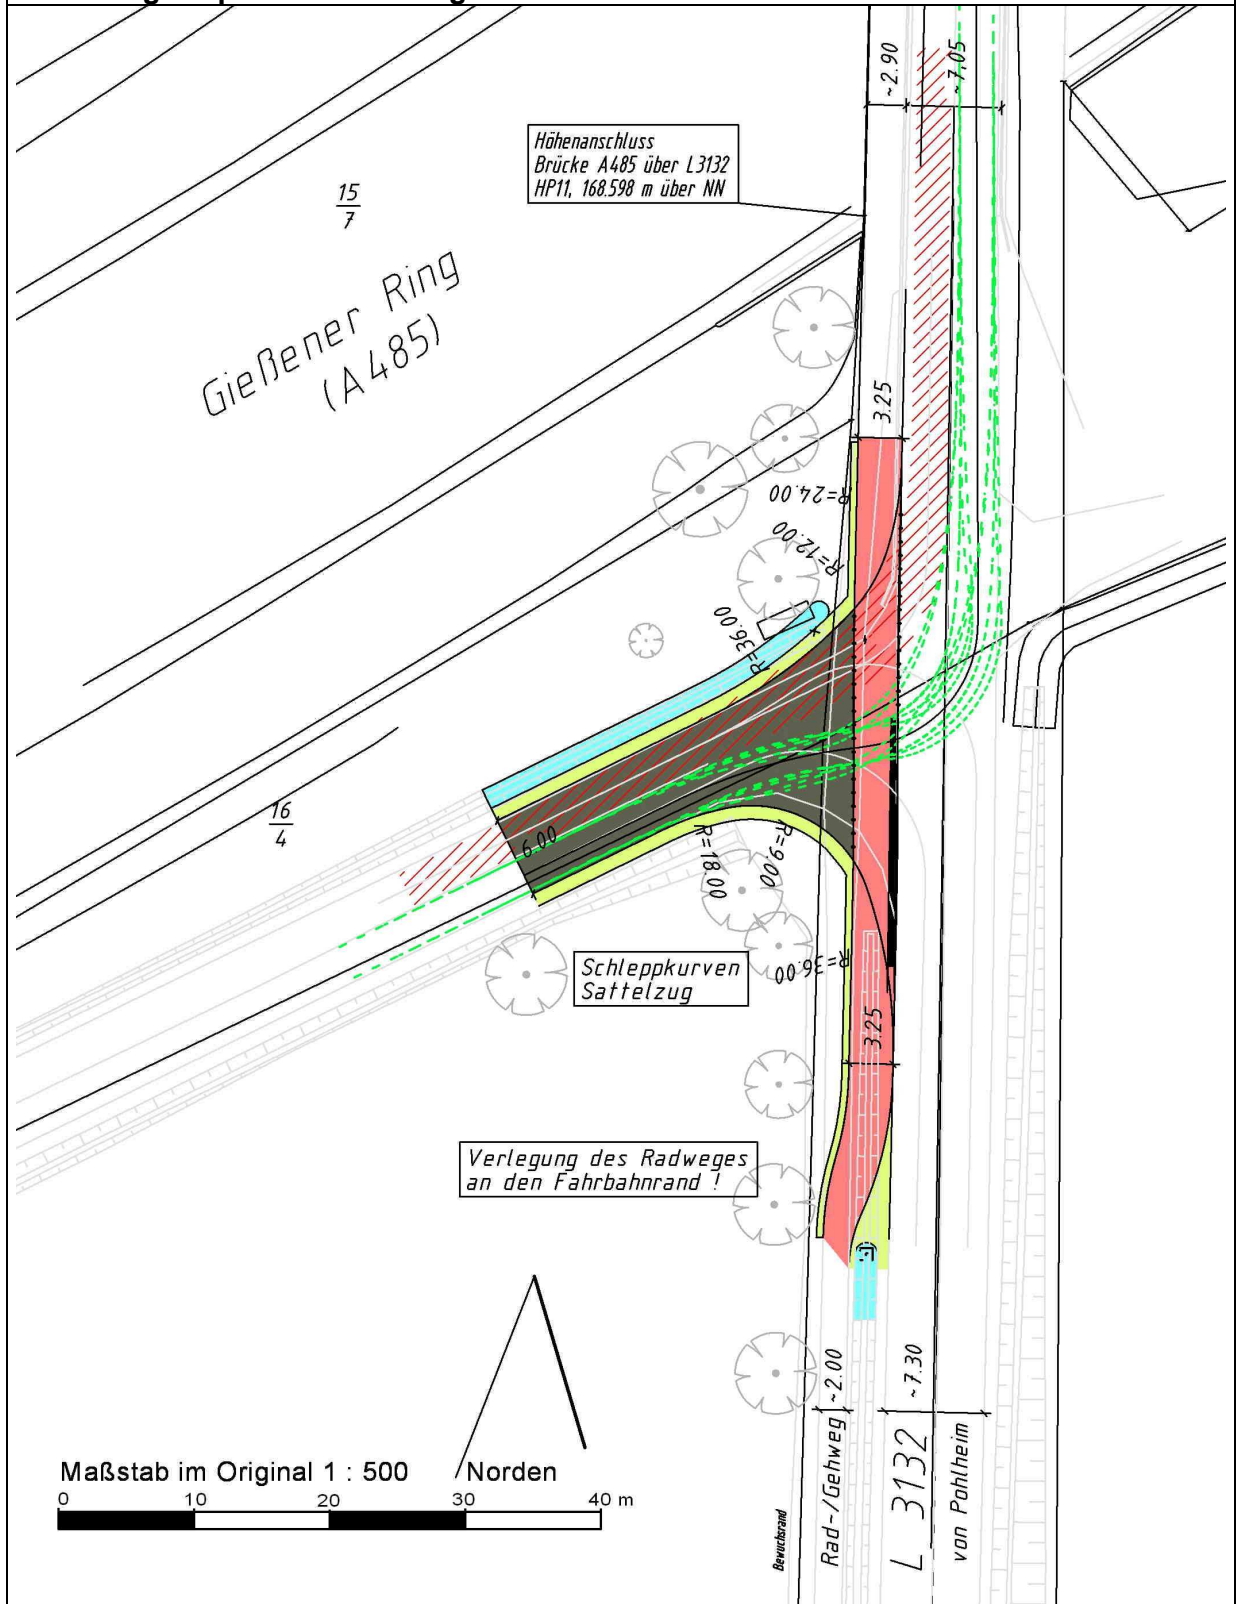 ~2.90
~7,05
Höhenanschluss
Brücke A485 über L3132
HP11, 168.598 m über NN
15
7
Gießener Ring
(A 485)
3.25
R=24.00
R=12.00
R=36.00
16
4
6.00
R=18.00
R=9.00
R=36.00
Schleppkurven
Sattelzug
3.25
Verlegung des Radweges
an den Fahrbahnrand !
~2.00
~7.30
Maßstab im Original 1 : 500
Norden
0 10 20 30 40 m
Bewuchsrand
Rad-/Gehweg
L 3132
von Pohlheim